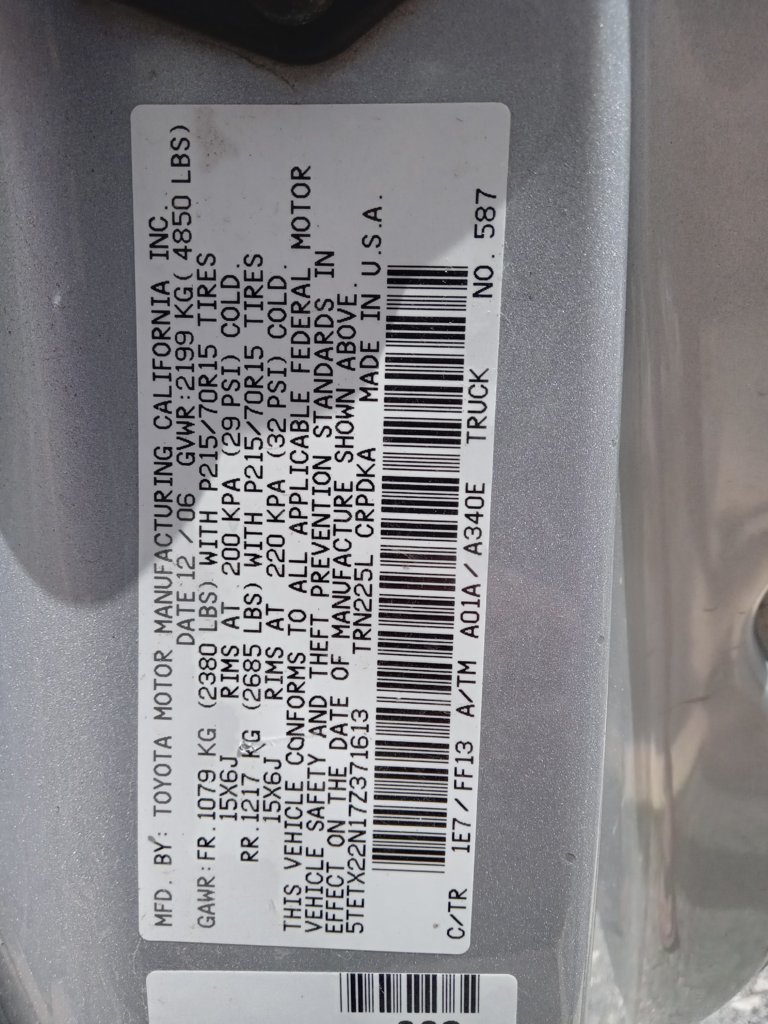 MFD. BY: TOYOTA MOTOR MANUFACTURING CALIFORNIA INC.
DATE 12 / 06 GVWR:2199 KG( 4850 LBS)
GAWR:FR.1079 KG (2380 LBS) WITH P215/70R15 TIRES
15X6J RIMS AT 200 KPA (29 PSI) COLD.
RR.1217 KG (2685 LBS) WITH P215/70R15 TIRES
15X6J RIMS AT 220 KPA (32 PSI) COLD.
THIS VEHICLE CONFORMS TO ALL APPLICABLE FEDERAL MOTOR
VEHICLE SAFETY AND THEFT PREVENTION STANDARDS IN
EFFECT ON THE DATE OF MANUFACTURE SHOWN ABOVE.
5TETX22N17Z371613 TRN225L CRPDKA MADE IN U.S.A.
C/TR 1E7/FF13 A/TM A01A/A340E TRUCK NO. 587